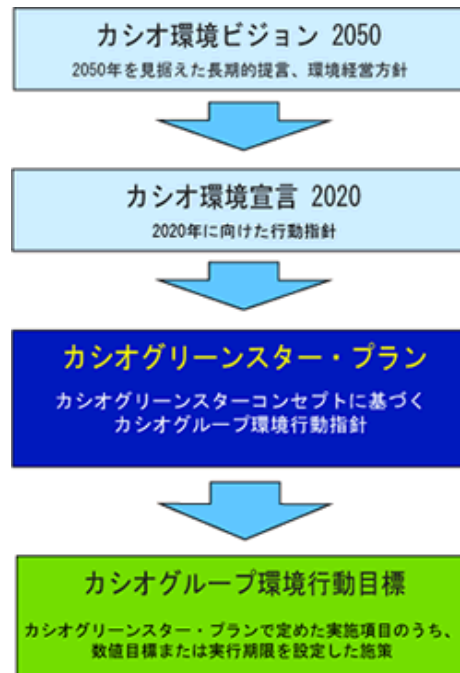 カシオ環境ビジョン 2050
2050年を見据えた長期的提言、環境経営方針
カシオ環境宣言 2020
2020年に向けた行動指針
カシオグリーンスター・プラン
カシオグリーンスターコンセプトに基づく
カシオグループ環境行動指針
カシオグループ環境行動目標
カシオグリーンスター・プランで定めた実施項目のうち、
数値目標または実行期限を設定した施策